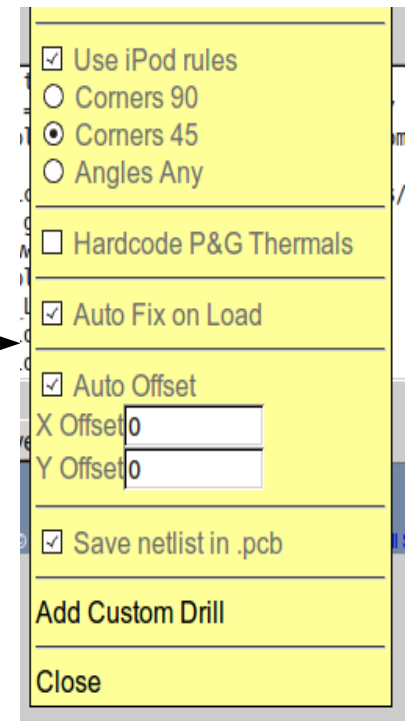 Use iPod rules
Corners 90
Corners 45
Angles Any
Hardcode P&G Thermals
Auto Fix on Load
Auto Offset
X Offset 0
Y Offset 0
Save netlist in .pcb
Add Custom Drill
Close